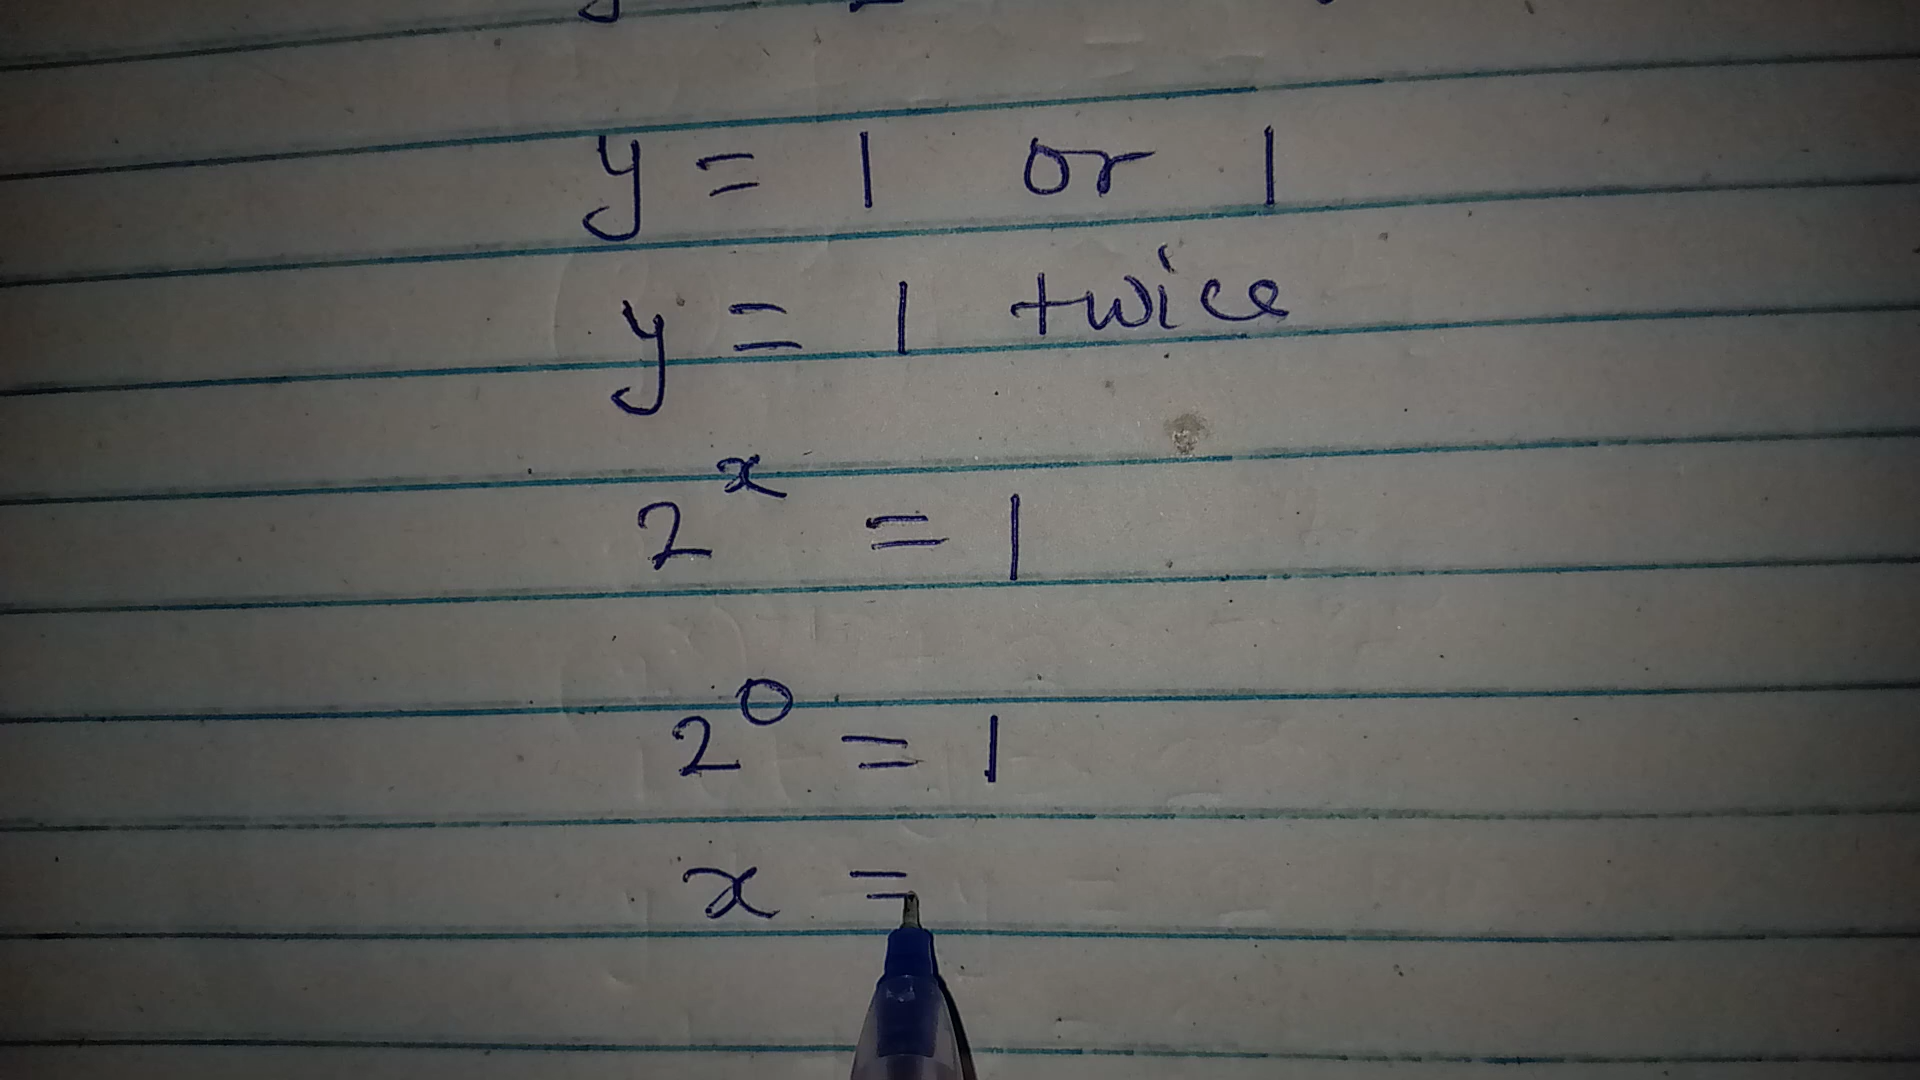 y = 1 or 1
y = 1 twice
2^x = 1
2^0 = 1
x =